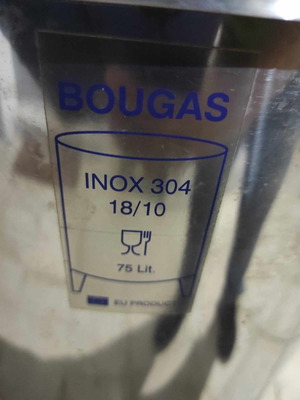 BOUGAS
INOX 304
18/10
75 Lit.
EU PRODUCT